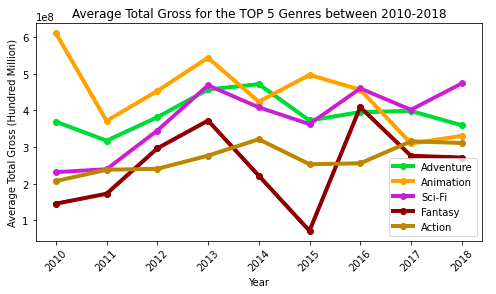 Average Total Gross for the TOP 5 Genres between 2010-2018
1e8
6
5
4
3
2
1
Average Total Gross (Hundred Million)
2010
2011
2012
2013
2014
2015
2016
2017
2018
Year
Adventure
Animation
Sci-Fi
Fantasy
Action